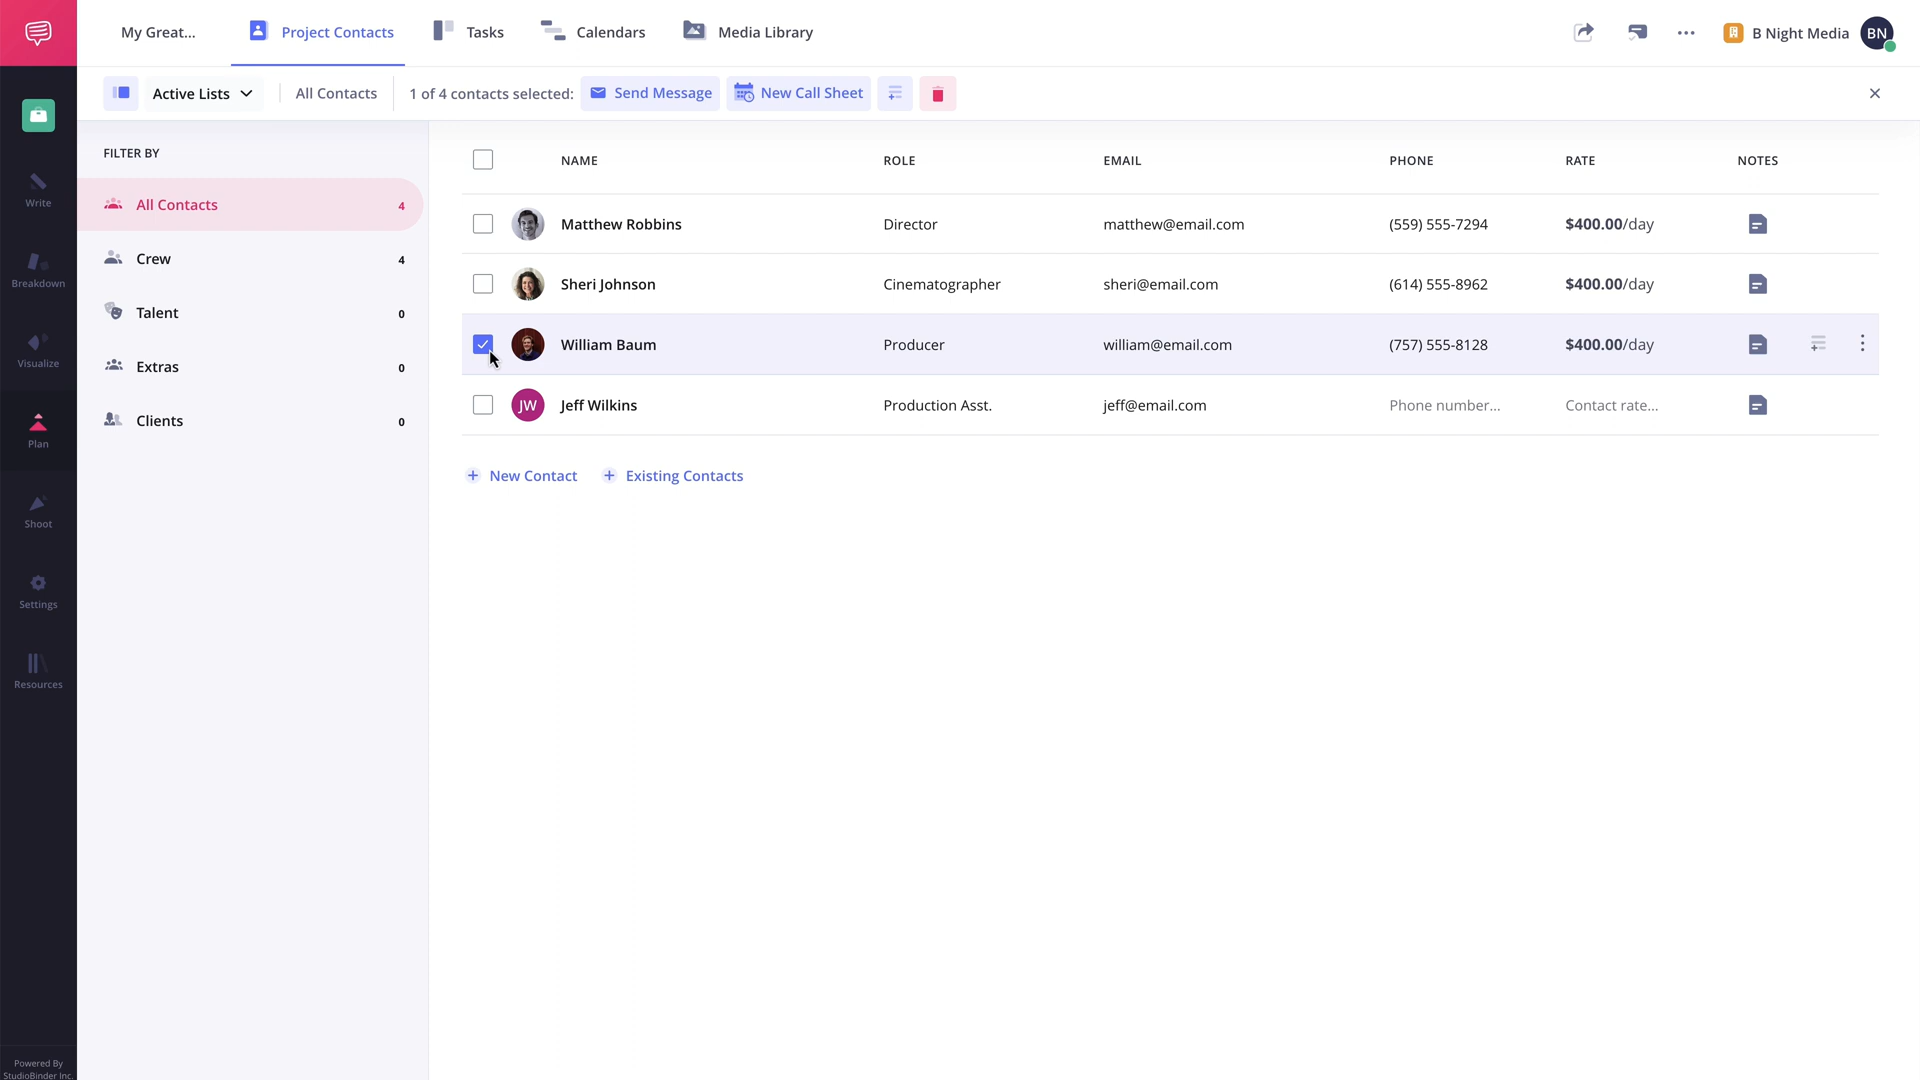 My Great...
Project Contacts
Tasks
Calendars
Media Library
B Night Media
BN
Active Lists
All Contacts
1 of 4 contacts selected:
Send Message
New Call Sheet
Write
Breakdown
Visualize
Plan
Shoot
Settings
Resources
Powered By
StudioBinder Inc.
FILTER BY
All Contacts 4
Crew 4
Talent 0
Extras 0
Clients 0
NAME ROLE EMAIL PHONE RATE NOTES
Matthew Robbins Director matthew@email.com (559) 555-7294 $400.00/day
Sheri Johnson Cinematographer sheri@email.com (614) 555-8962 $400.00/day
William Baum Producer william@email.com (757) 555-8128 $400.00/day
JW Jeff Wilkins Production Asst. jeff@email.com Phone number... Contact rate...
+ New Contact + Existing Contacts